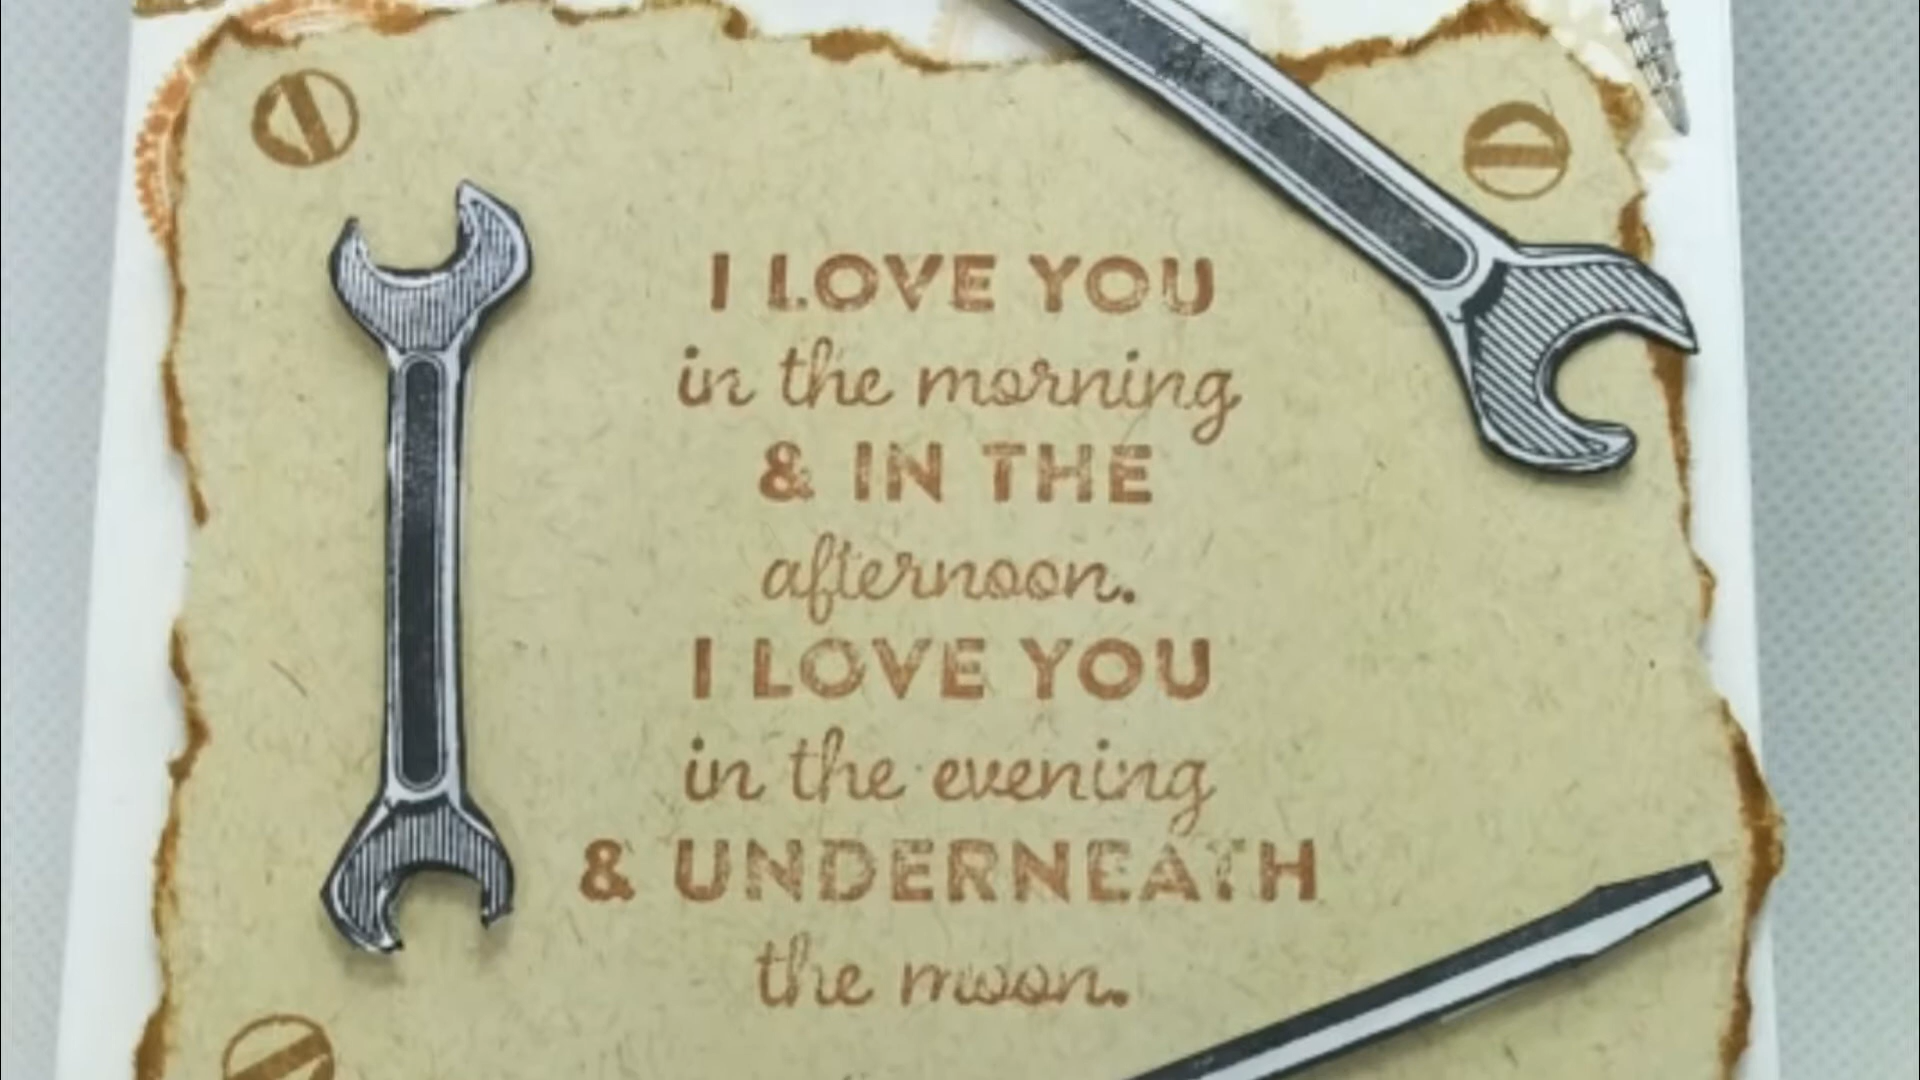 I LOVE YOU
in the morning
& IN THE
afternoon.
I LOVE YOU
in the evening
& UNDERNEATH
the moon.